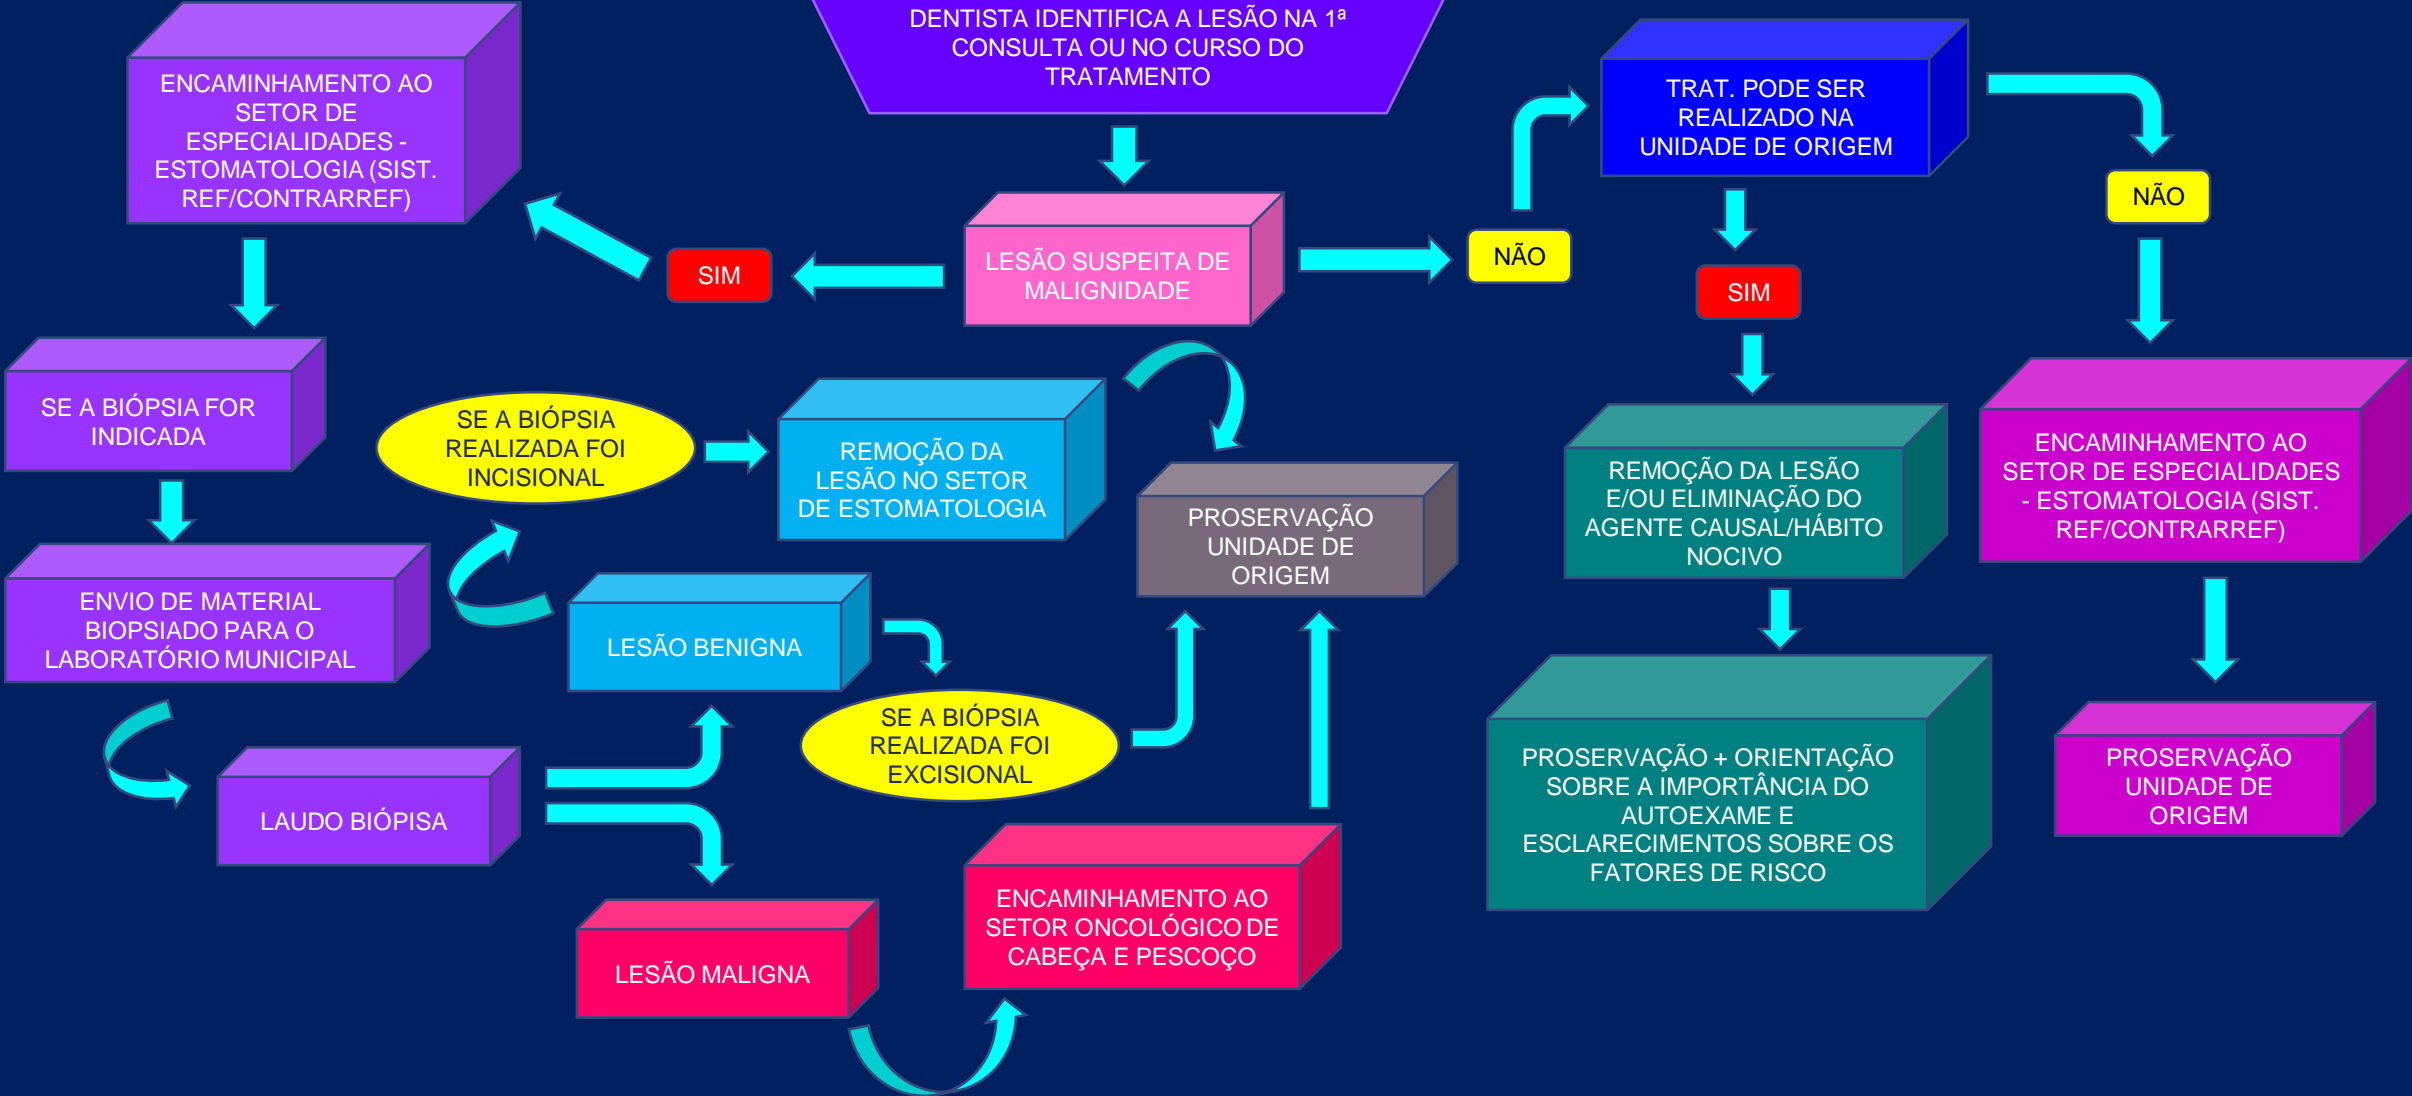 DENTISTA IDENTIFICA A LESÃO NA 1ª
CONSULTA OU NO CURSO DO
TRATAMENTO
ENCAMINHAMENTO AO
SETOR DE
ESPECIALIDADES -
ESTOMATOLOGIA (SIST.
REF/CONTRARREF)
TRAT. PODE SER
REALIZADO NA
UNIDADE DE ORIGEM
NÃO
LESÃO SUSPEITA DE
MALIGNIDADE
SIM
NÃO
SIM
SE A BIÓPSIA FOR
INDICADA
SE A BIÓPSIA
REALIZADA FOI
INCISIONAL
REMOÇÃO DA
LESÃO NO SETOR
DE ESTOMATOLOGIA
PROSERVAÇÃO
UNIDADE DE
ORIGEM
REMOÇÃO DA LESÃO
E/OU ELIMINAÇÃO DO
AGENTE CAUSAL/HÁBITO
NOCIVO
ENCAMINHAMENTO AO
SETOR DE ESPECIALIDADES
- ESTOMATOLOGIA (SIST.
REF/CONTRARREF)
ENVIO DE MATERIAL
BIOPSIADO PARA O
LABORATÓRIO MUNICIPAL
LESÃO BENIGNA
SE A BIÓPSIA
REALIZADA FOI
EXCISIONAL
LAUDO BIÓPISA
PROSERVAÇÃO + ORIENTAÇÃO
SOBRE A IMPORTÂNCIA DO
AUTOEXAME E
ESCLARECIMENTOS SOBRE OS
FATORES DE RISCO
PROSERVAÇÃO
UNIDADE DE
ORIGEM
LESÃO MALIGNA
ENCAMINHAMENTO AO
SETOR ONCOLÓGICO DE
CABEÇA E PESCOÇO